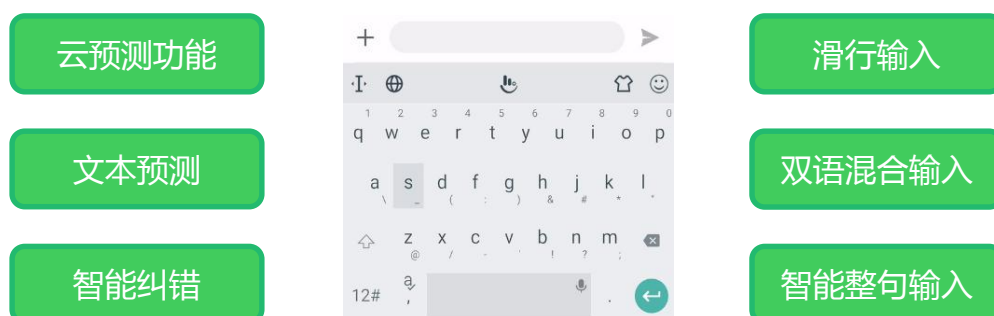 云预测功能
滑行输入
文本预测
双语混合输入
智能纠错
智能整句输入
1 2 3 4 5 6 7 8 9 0
q w e r t y u i o p
a s d f g h j k l
\ _ ( : ) & # * "
z x c v b n m
@ / - ' ! ? ;
12# , .